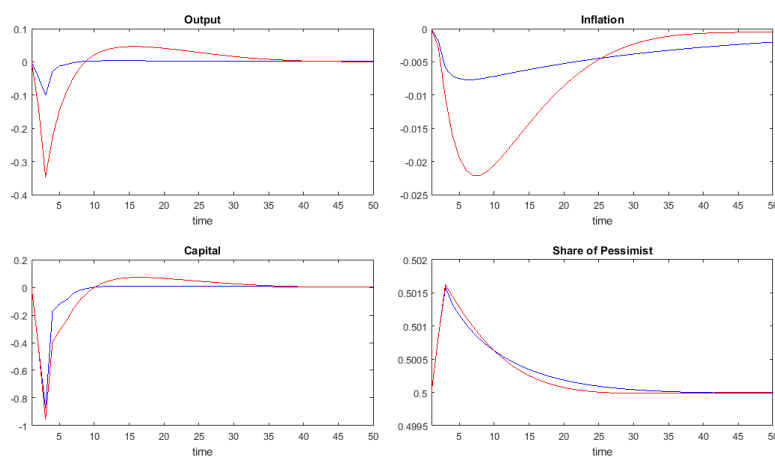 Output
0.1
0
-0.1
-0.2
-0.3
-0.4
5 10 15 20 25 30 35 40 45 50
time
Inflation
0
-0.005
-0.01
-0.015
-0.02
-0.025
5 10 15 20 25 30 35 40 45 50
time
Capital
0.2
0
-0.2
-0.4
-0.6
-0.8
-1
5 10 15 20 25 30 35 40 45 50
time
Share of Pessimist
0.502
0.5015
0.501
0.5005
0.5
0.4995
5 10 15 20 25 30 35 40 45 50
time